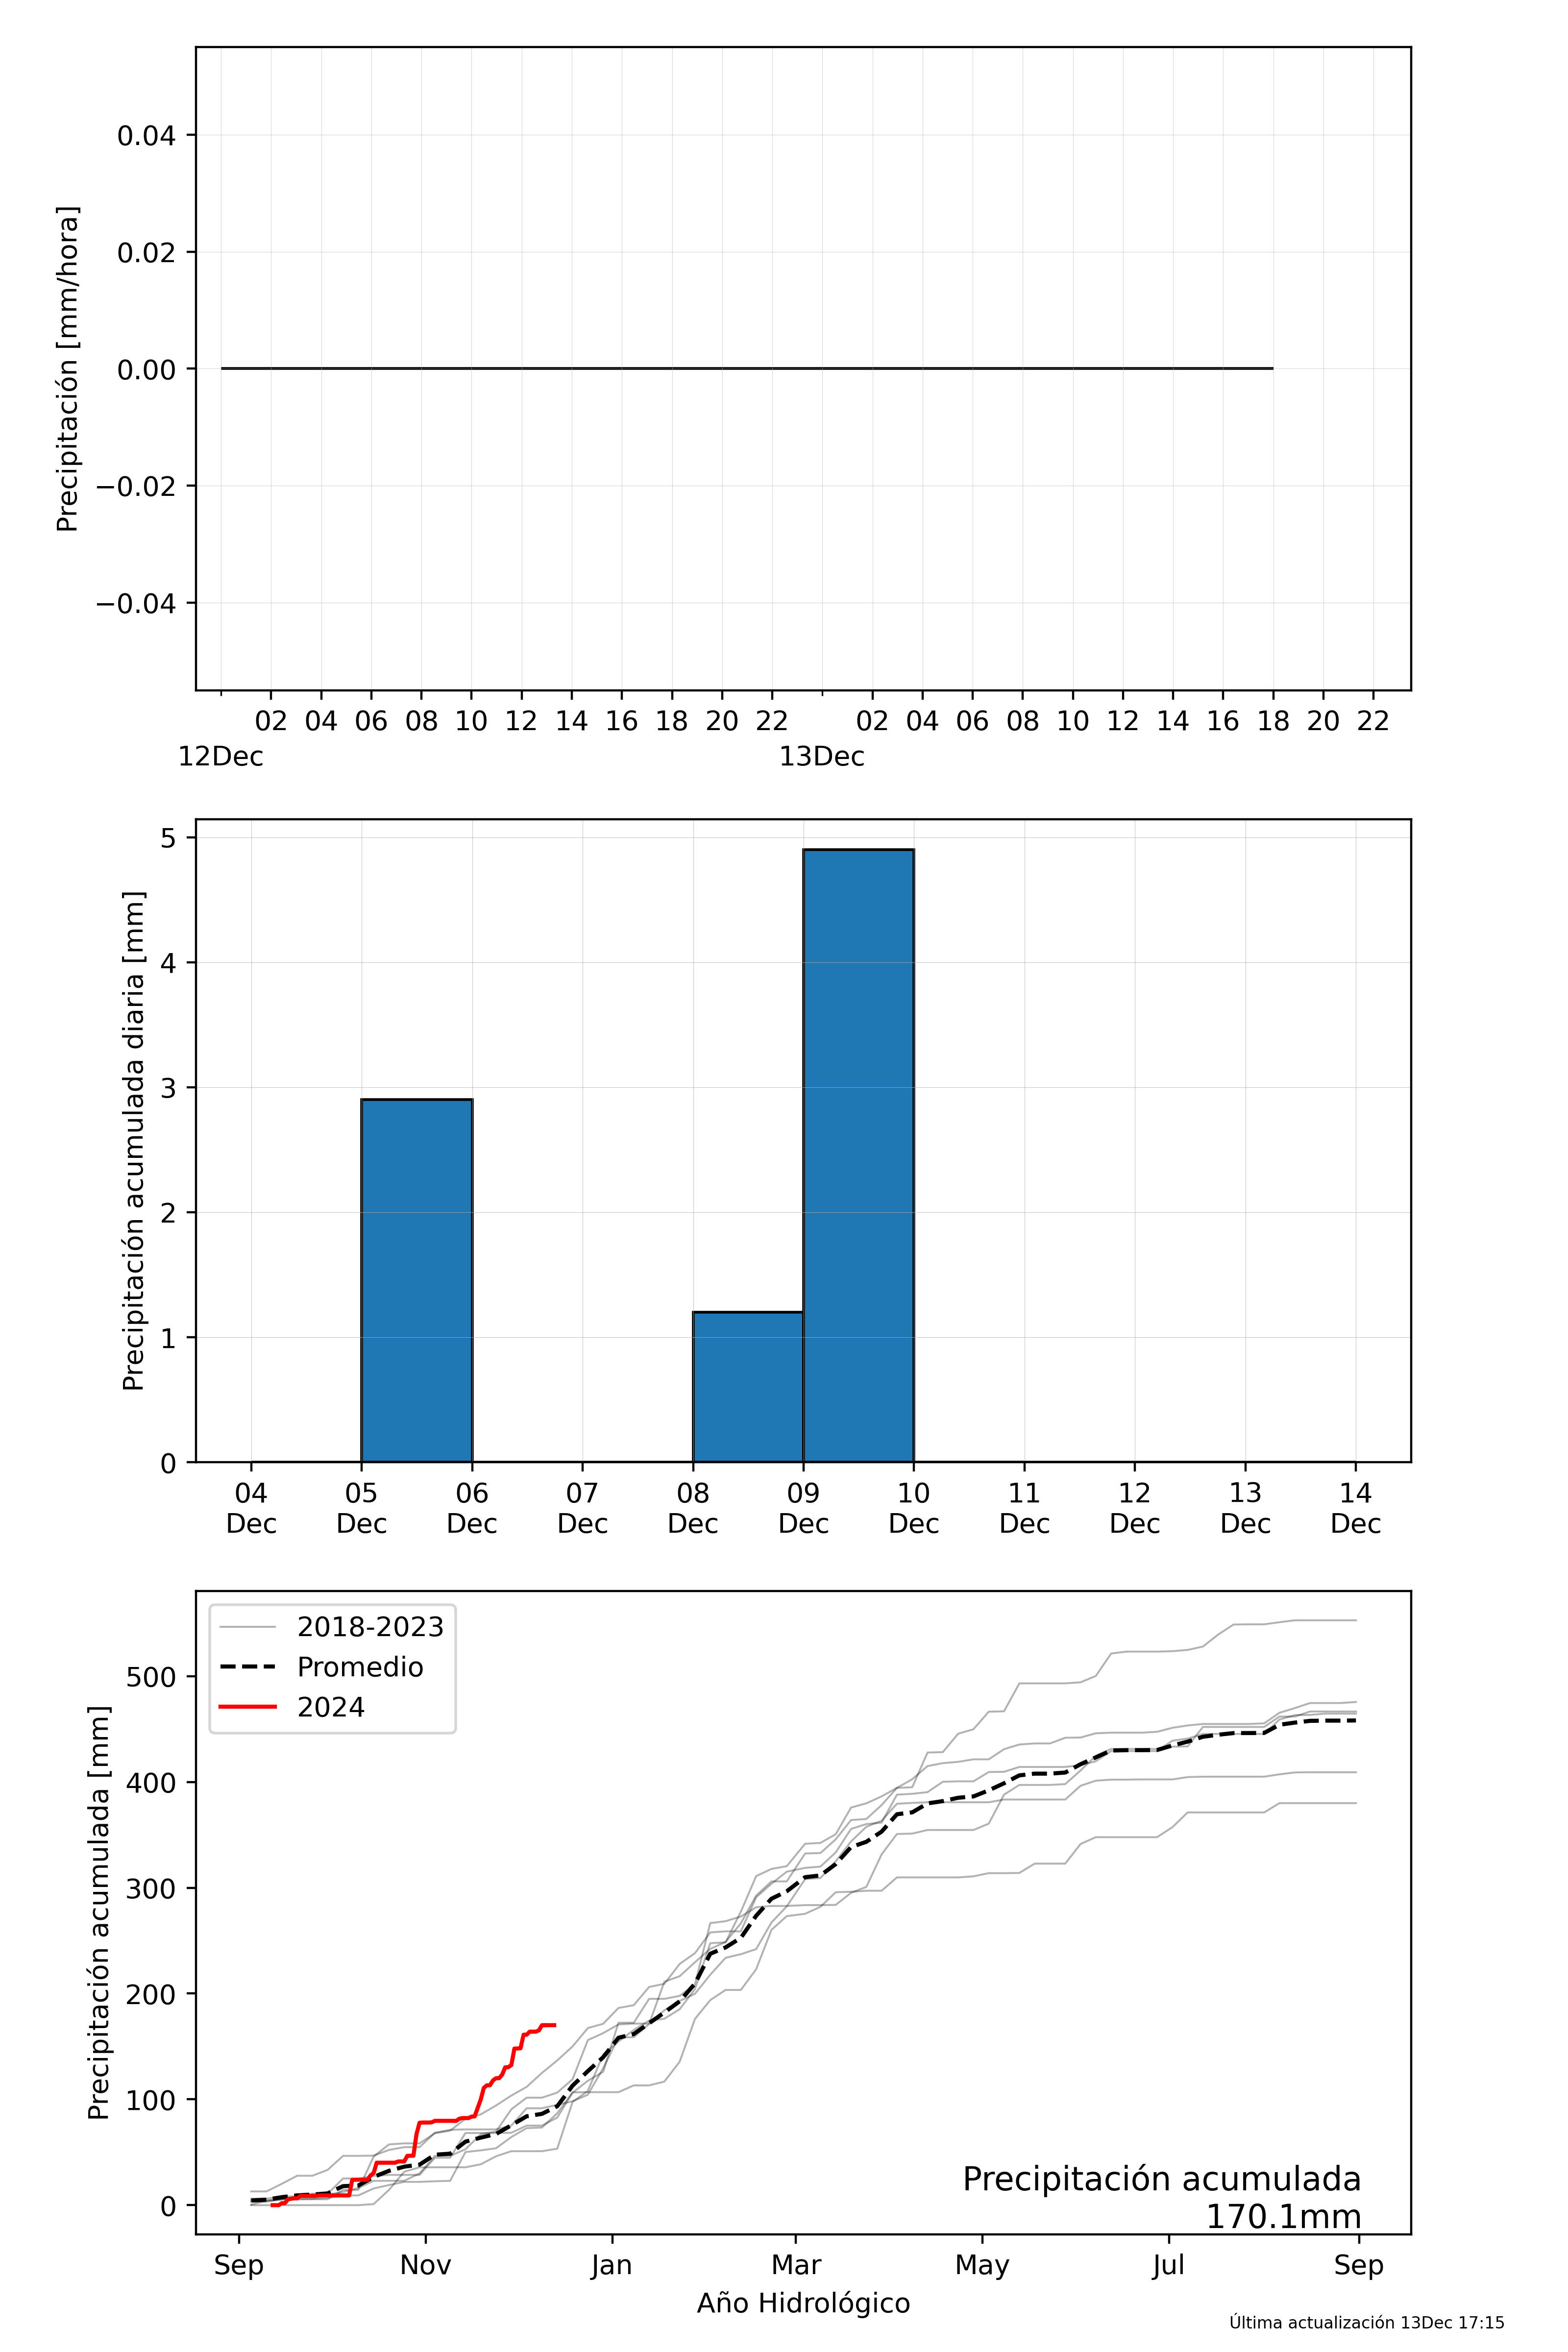 0.04
0.02
0.00
−0.02
−0.04
Precipitación [mm/hora]
02 04 06 08 10 12 14 16 18 20 22 02 04 06 08 10 12 14 16 18 20 22
12Dec 13Dec
5
4
3
2
1
0
Precipitación acumulada diaria [mm]
04 05 06 07 08 09 10 11 12 13 14
Dec Dec Dec Dec Dec Dec Dec Dec Dec Dec Dec
2018-2023
Promedio
2024
500
400
300
200
100
0
Precipitación acumulada [mm]
Precipitación acumulada
170.1mm
Sep Nov Jan Mar May Jul Sep
Año Hidrológico
Última actualización 13Dec 17:15